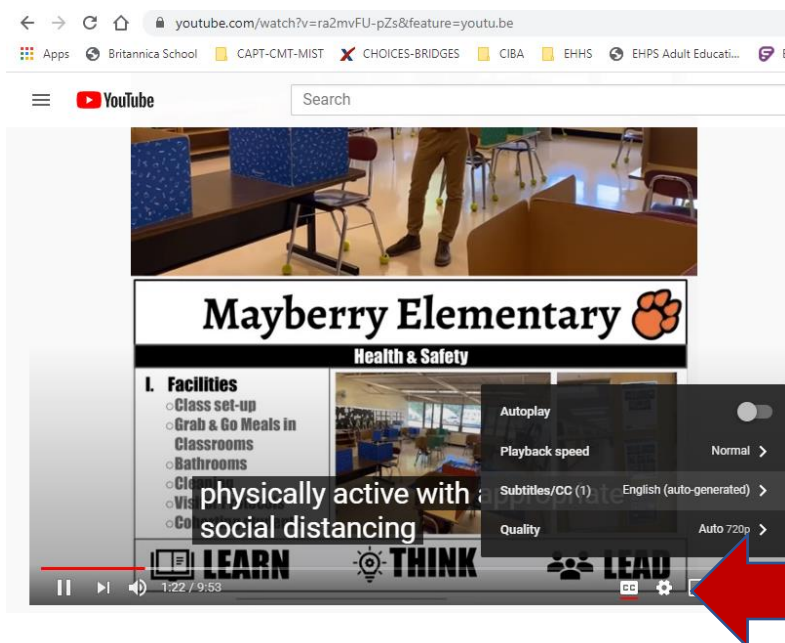 youtube.com/watch?v=ra2mvFU-pZs&feature=youtu.be
Apps Britannica School CAPT-CMT-MIST CHOICES-BRIDGES CIBA EHHS EHPS Adult Educati...
YouTube Search
Mayberry Elementary
Health & Safety
I. Facilities
Class set-up
Grab & Go Meals in
Classrooms
Bathrooms
physically active with
social distancing
Autoplay
Playback speed Normal
Subtitles/CC (1) English (auto-generated)
Quality Auto 720p
LEARN THINK LEAD
1:22 / 9:53
CC